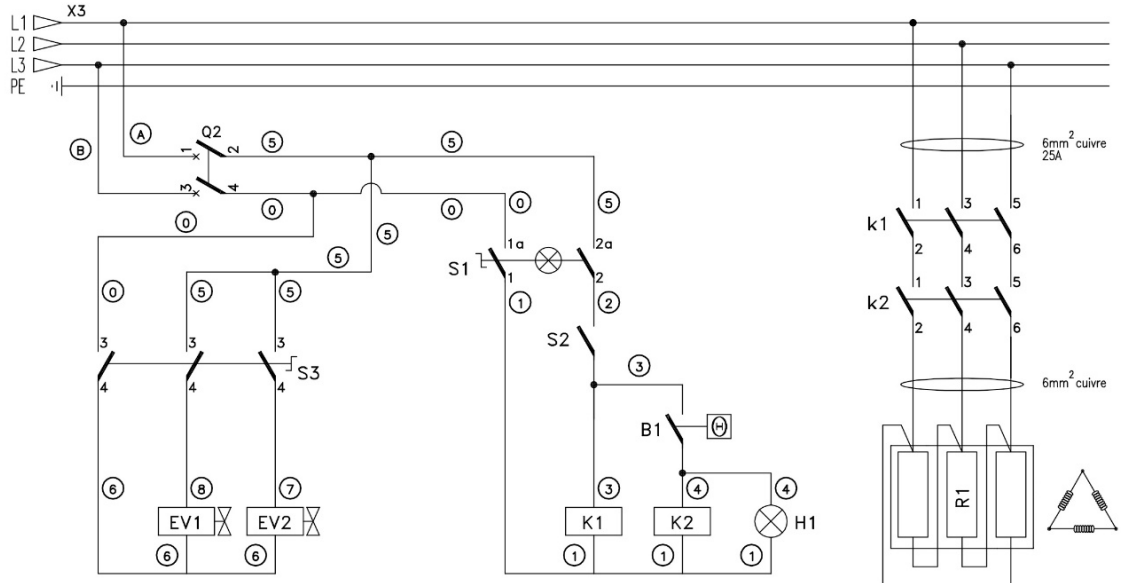 X3
L1
L2
L3
PE
A
B
Q2
1 2
5 5
3 4
0 0
0
0 5
5
5
6mm² cuivre
25A
1 3 5
k1
2 4 6
1 3 5
k2
2 4 6
6mm² cuivre
R1
1a 2a
S1
1 2
1 2
S2
3
B1
Θ
0 5 5
3 3 3
S3
4 4 4
6 8 7
EV1 EV2
6 6
3 4 4
K1 K2 H1
1 1 1